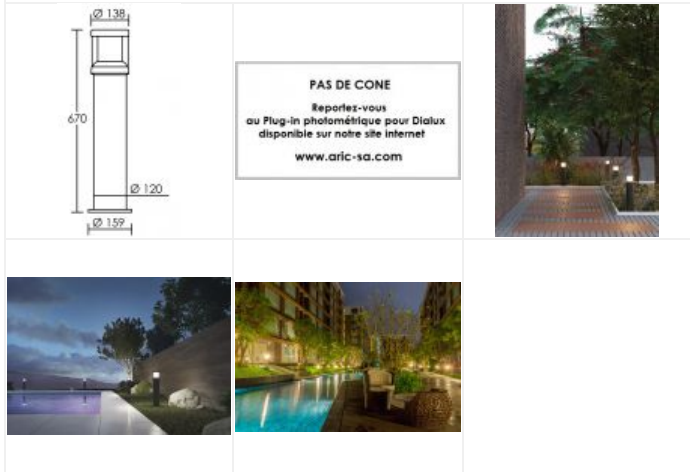 Ø 138
670
Ø 120
Ø 159
PAS DE CONE
Reportez-vous
au Plug-in photométrique pour Dialux
disponible sur notre site internet
www.aric-sa.com